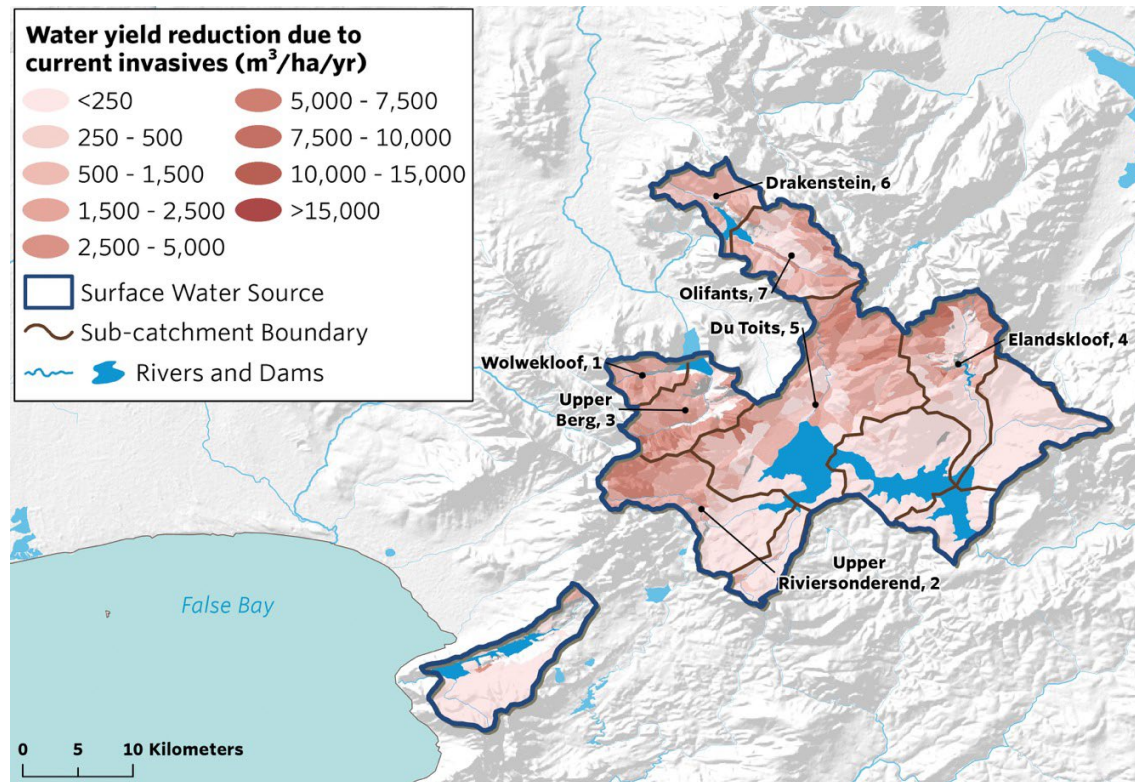 Water yield reduction due to
current invasives (m³/ha/yr)
<250
250 - 500
500 - 1,500
1,500 - 2,500
2,500 - 5,000
5,000 - 7,500
7,500 - 10,000
10,000 - 15,000
>15,000
Surface Water Source
Sub-catchment Boundary
Rivers and Dams
Drakenstein, 6
Olifants, 7
Du Toits, 5
Elandskloof, 4
Wolwekloof, 1
Upper
Berg, 3
Upper
Riviersonderend, 2
False Bay
0 5 10 Kilometers